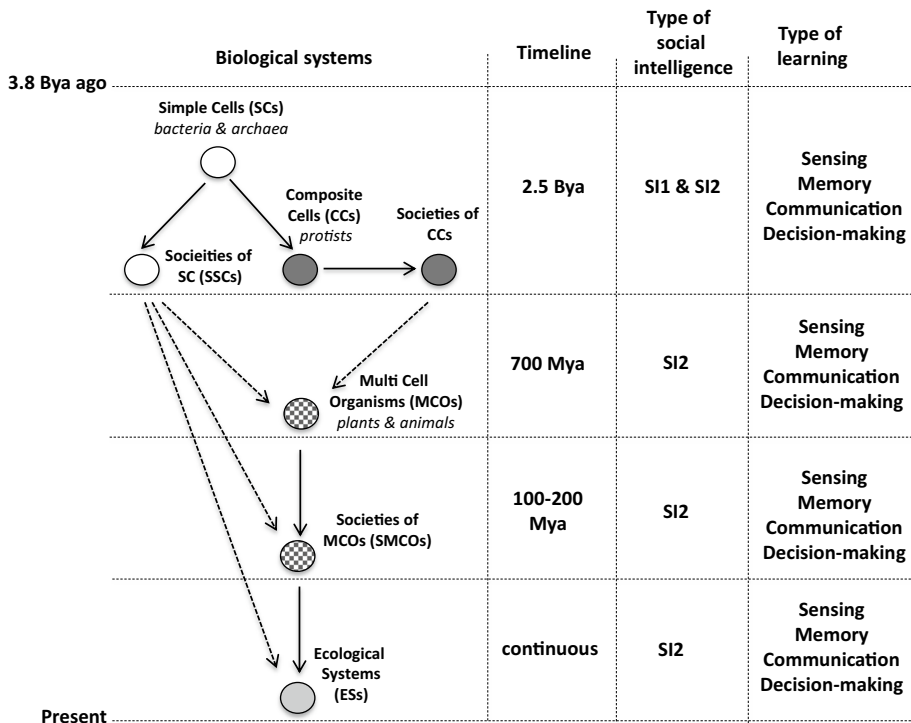 Biological systems
Timeline
Type of
social
intelligence
Type of
learning
3.8 Bya ago
Simple Cells (SCs)
bacteria & archaea
Composite
Cells (CCs)
protists
Societies of
CCs
Socieities of
SC (SSCs)
2.5 Bya
SI1 & SI2
Sensing
Memory
Communication
Decision-making
Multi Cell
Organisms (MCOs)
plants & animals
700 Mya
SI2
Sensing
Memory
Communication
Decision-making
Societies of
MCOs (SMCOs)
100-200
Mya
SI2
Sensing
Memory
Communication
Decision-making
Ecological
Systems
(ESs)
continuous
SI2
Sensing
Memory
Communication
Decision-making
Present